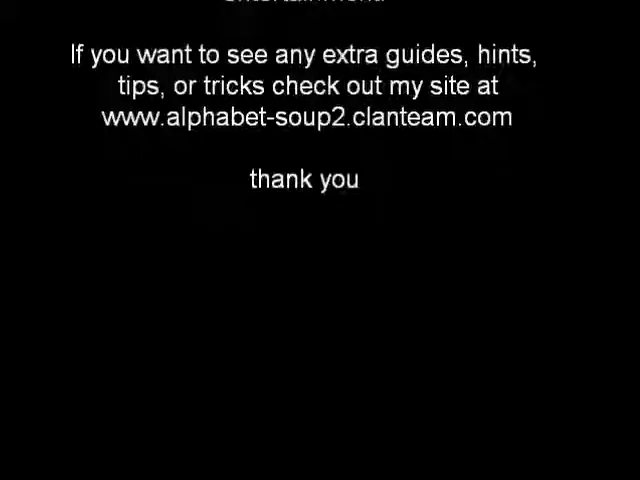 If you want to see any extra guides, hints,
tips, or tricks check out my site at
www.alphabet-soup2.clanteam.com
thank you